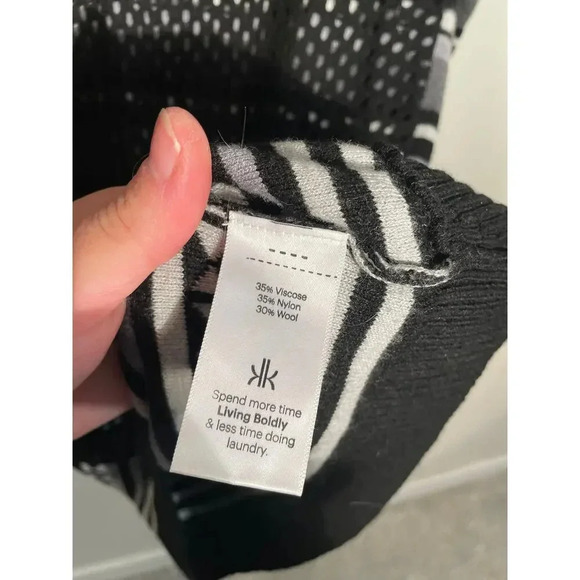 35% Viscose
35% Nylon
30% Wool
kk
Spend more time
Living Boldly
& less time doing
laundry.